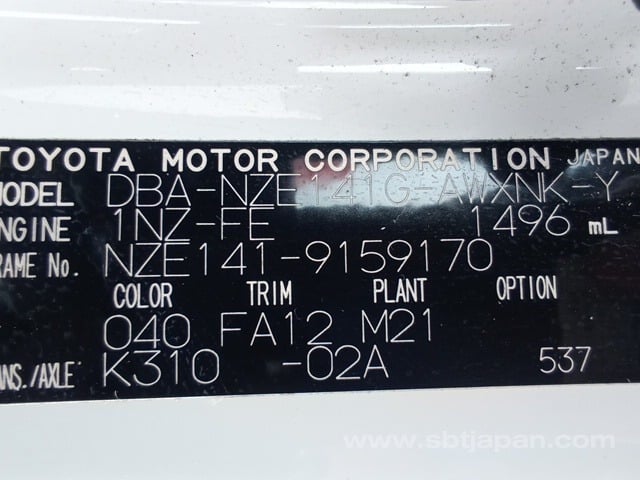 TOYOTA MOTOR CORPORATION JAPAN
MODEL DBA-NZE141G-AWXNK-Y
ENGINE 1NZ-FE 1496 mL
FRAME No. NZE141-9159170
COLOR TRIM PLANT OPTION
040 FA12 M21
ANS./AXLE K310 -02A 537
www.sbtjapan.com